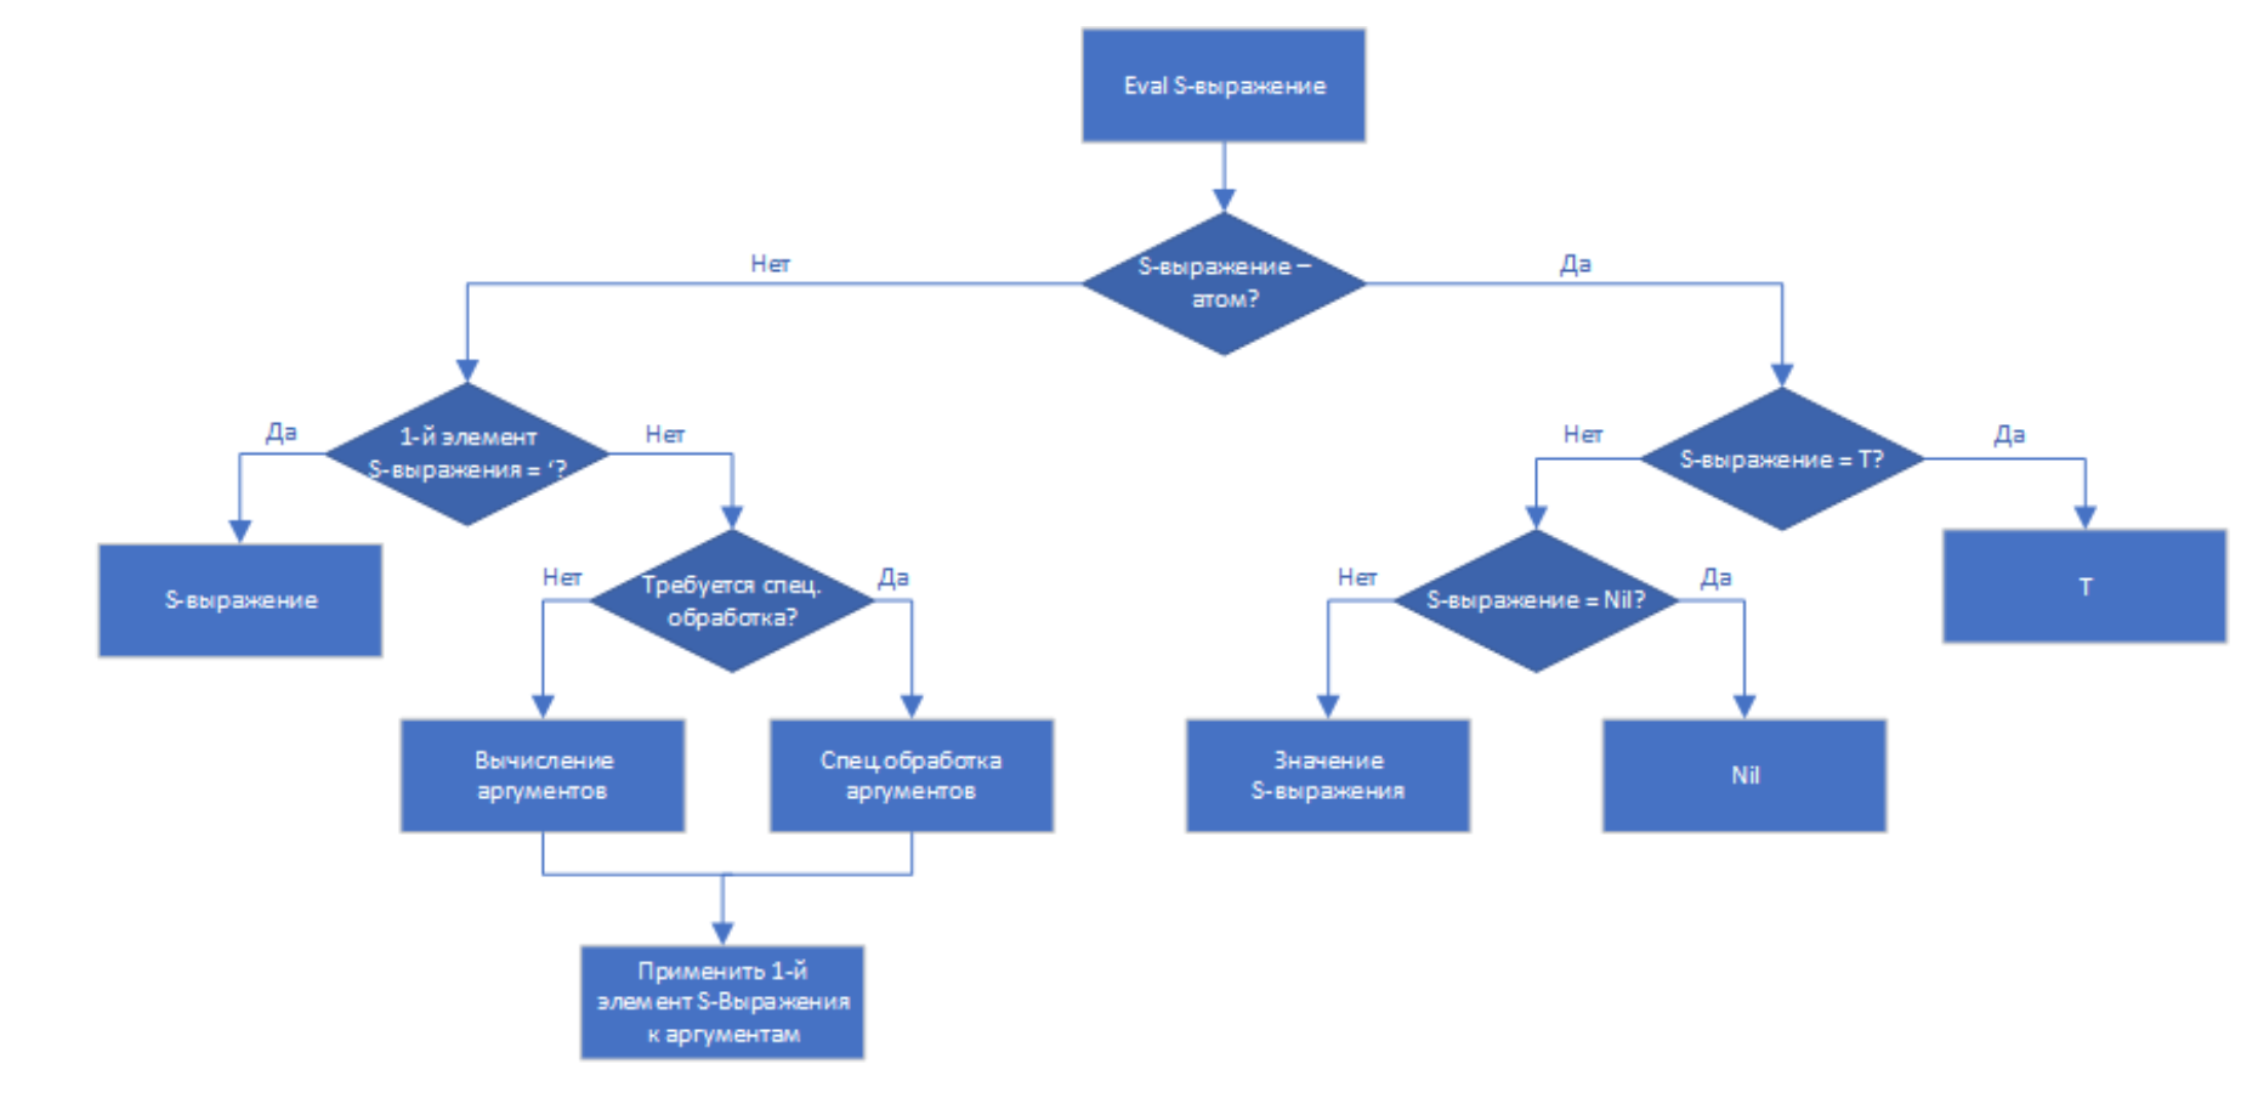 Eval S-выражение
S-выражение –
атом?
Нет
Да
1-й элемент
S-выражения = ‘?
Да
Нет
S-выражение = T?
Нет
Да
S-выражение
Требуется спец.
обработка?
Нет
Да
S-выражение = Nil?
Нет
Да
T
Вычисление
аргументов
Спец.обработка
аргументов
Значение
S-выражения
Nil
Применить 1-й
элемент S-Выражения
к аргументам